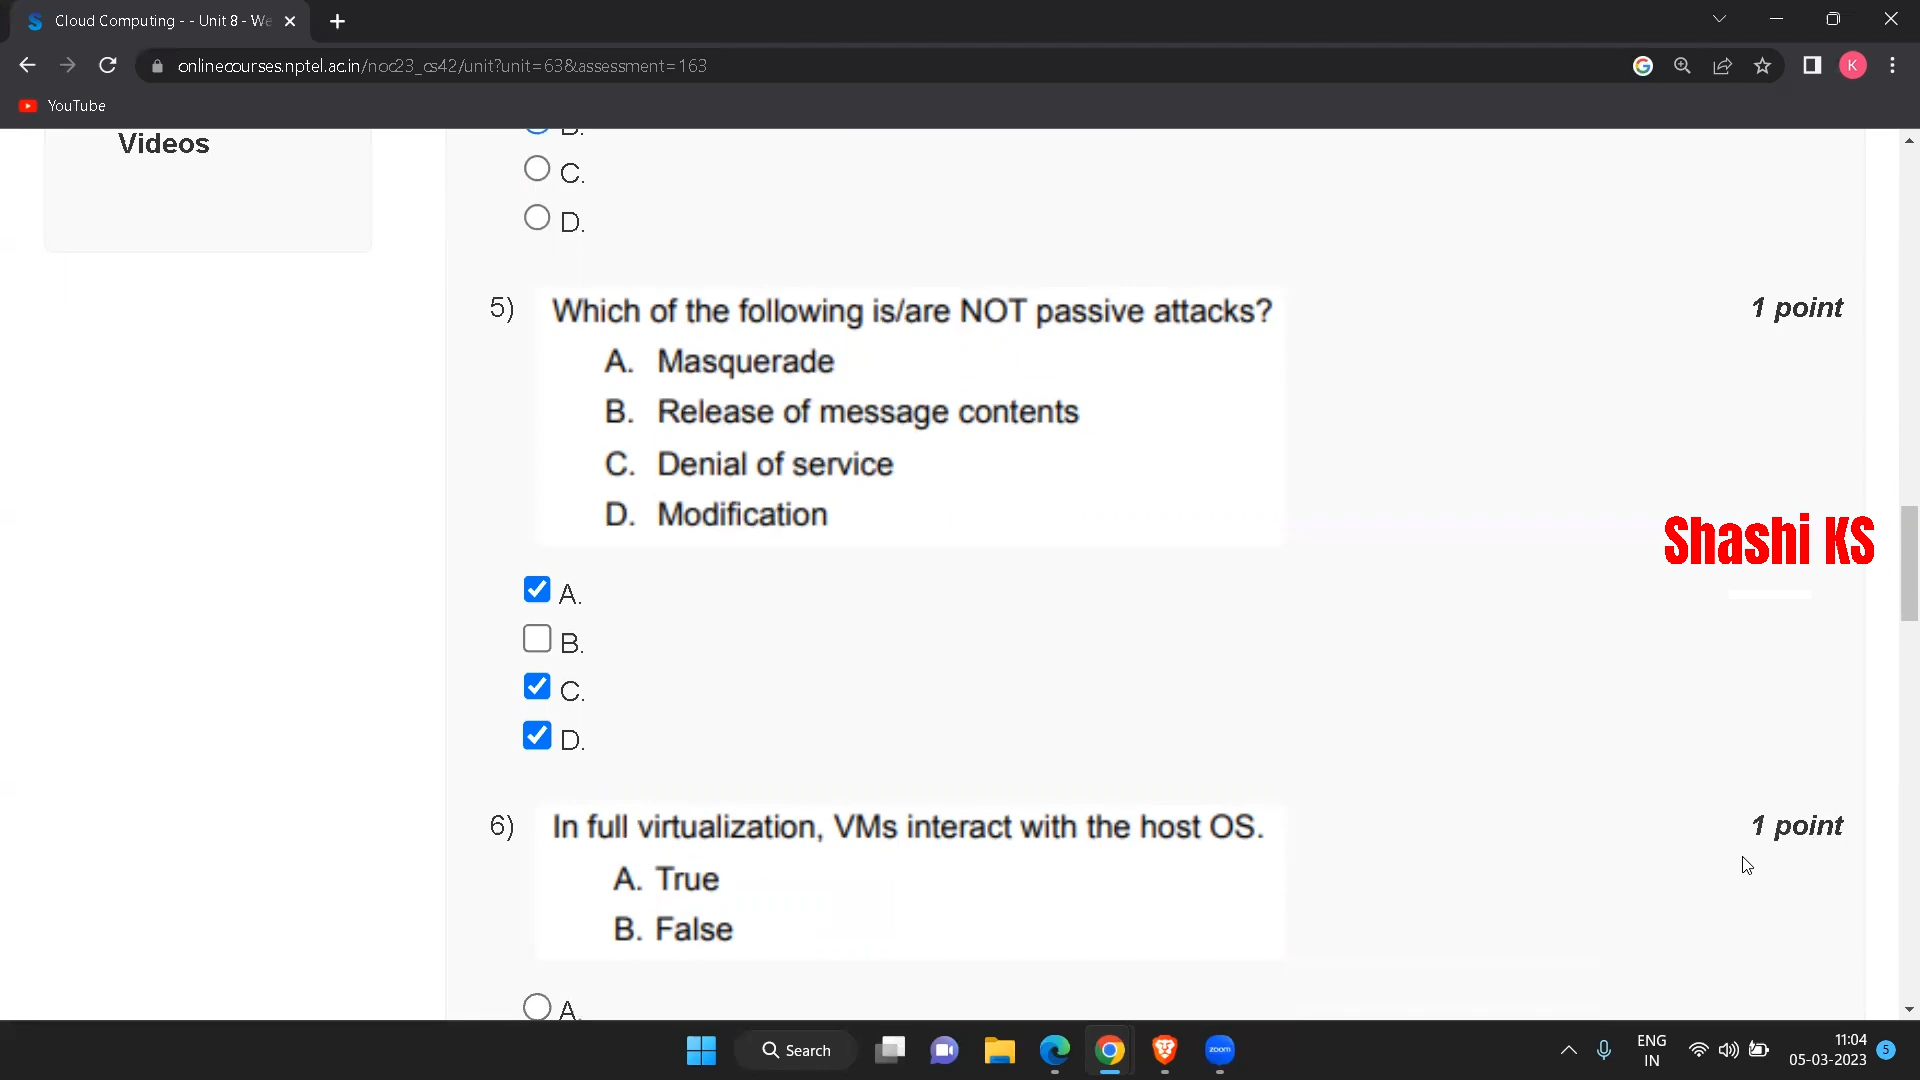 Cloud Computing - - Unit 8 - We
onlinecourses.nptel.ac.in/noc23_cs42/unit?unit=63&assessment=163
K
YouTube
Videos
B.
C.
D.
5) Which of the following is/are NOT passive attacks? 1 point
A. Masquerade
B. Release of message contents
C. Denial of service
D. Modification
Shashi KS
A.
B.
C.
D.
6) In full virtualization, VMs interact with the host OS. 1 point
A. True
B. False
A.
Search
zoom
ENG
IN
11:04
05-03-2023
5